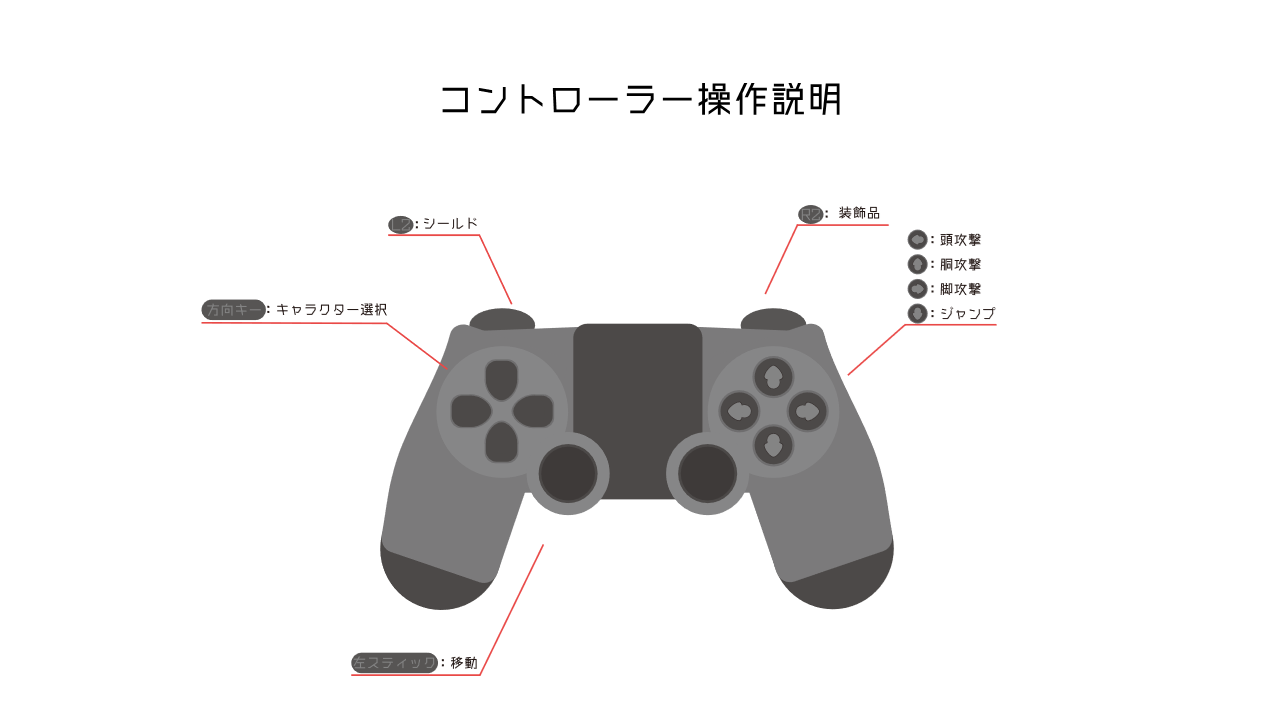 コントローラー操作説明
L2：シールド
R2：装飾品
：頭攻撃
：胴攻撃
：脚攻撃
：ジャンプ
方向キー：キャラクター選択
左スティック：移動